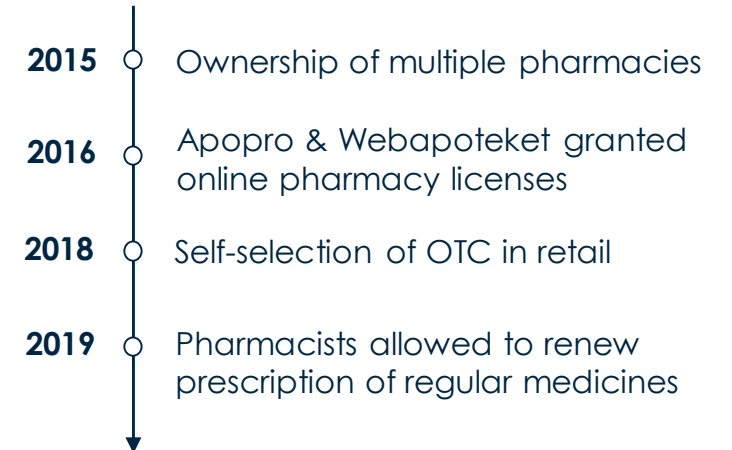 2015 Ownership of multiple pharmacies
2016 Apopro & Webapoteket granted
online pharmacy licenses
2018 Self-selection of OTC in retail
2019 Pharmacists allowed to renew
prescription of regular medicines